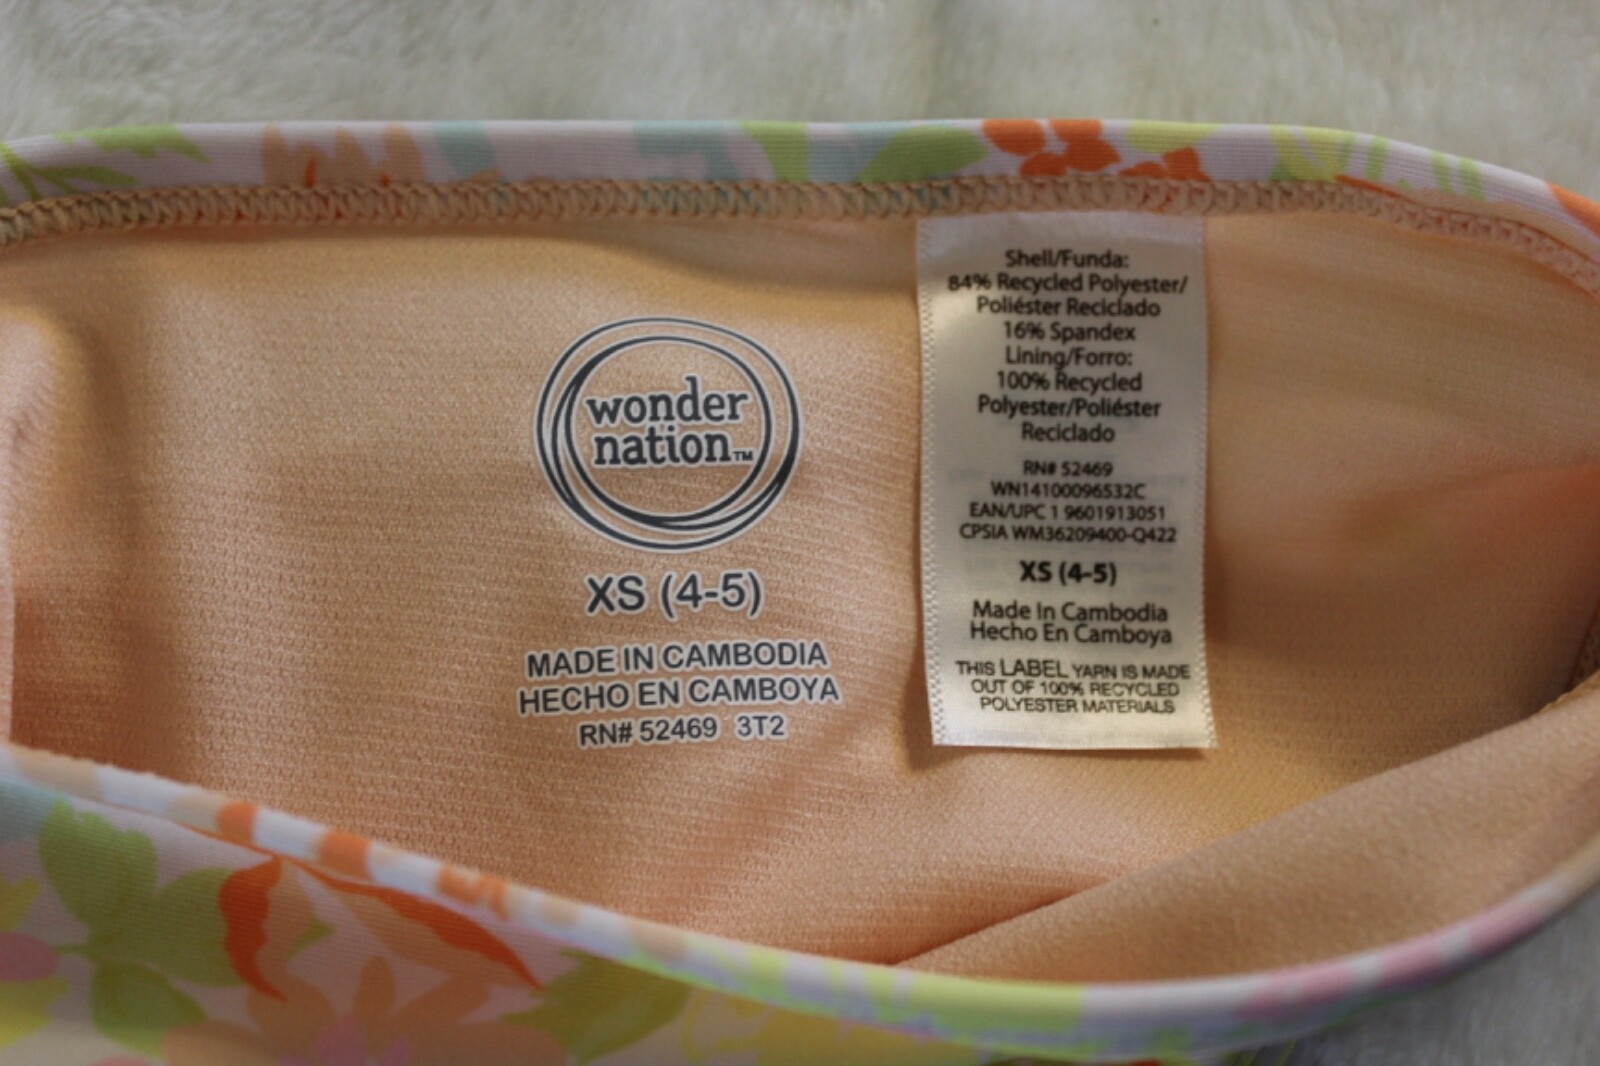 wonder
nation™
XS (4-5)
MADE IN CAMBODIA
HECHO EN CAMBOYA
RN# 52469 3T2
Shell/Funda:
84% Recycled Polyester/
Poliéster Reciclado
16% Spandex
Lining/Forro:
100% Recycled
Polyester/Poliéster
Reciclado
RN# 52469
WN14100096532C
EAN/UPC 1 9601913051
CPSIA WM36209400-Q422
XS (4-5)
Made In Cambodia
Hecho En Camboya
THIS LABEL YARN IS MADE
OUT OF 100% RECYCLED
POLYESTER MATERIALS